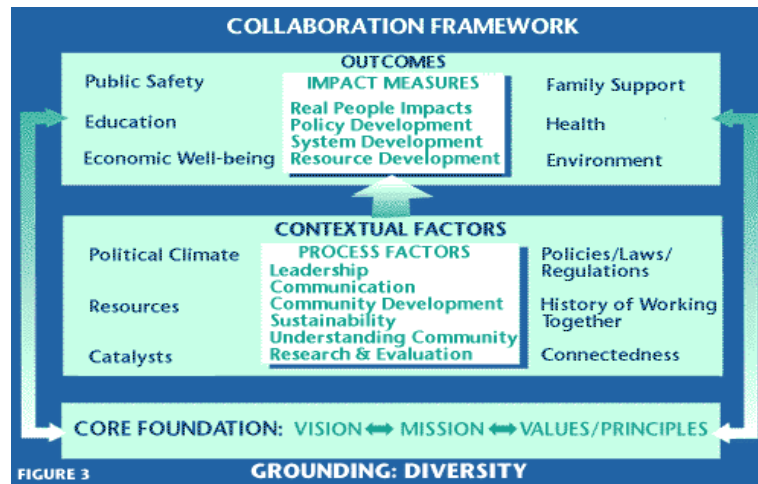 COLLABORATION FRAMEWORK
OUTCOMES
Public Safety
Education
Economic Well-being
IMPACT MEASURES
Real People Impacts
Policy Development
System Development
Resource Development
Family Support
Health
Environment
CONTEXTUAL FACTORS
Political Climate
Resources
Catalysts
PROCESS FACTORS
Leadership
Communication
Community Development
Sustainability
Understanding Community
Research & Evaluation
Policies/Laws/
Regulations
History of Working
Together
Connectedness
CORE FOUNDATION: VISION ⇔ MISSION ⇔ VALUES/PRINCIPLES
FIGURE 3
GROUNDING: DIVERSITY